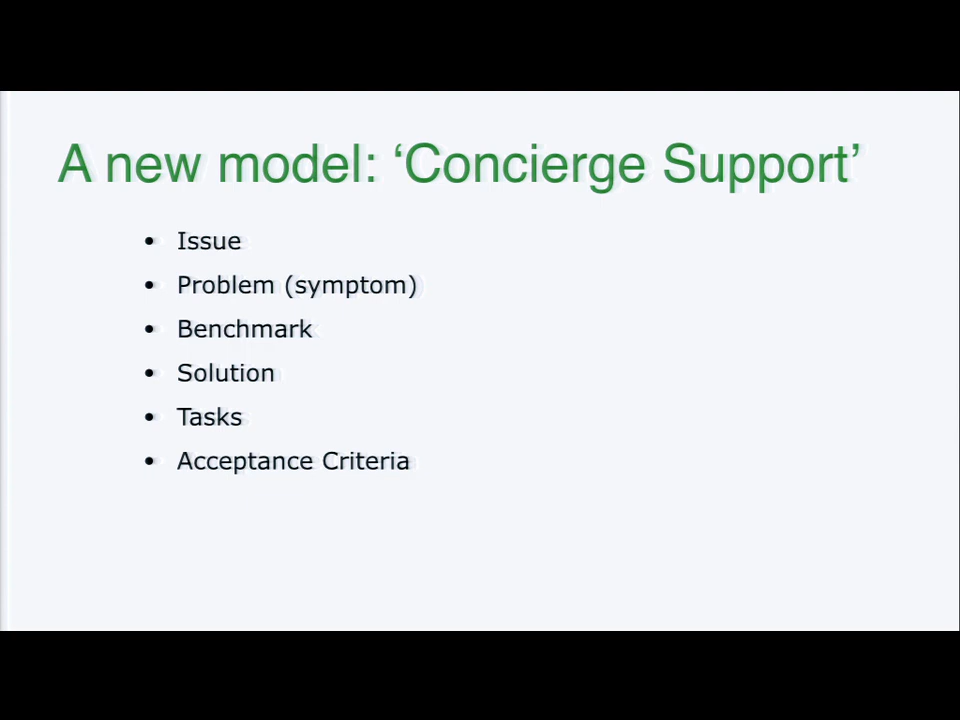 A new model: ‘Concierge Support’
• Issue
• Problem (symptom)
• Benchmark
• Solution
• Tasks
• Acceptance Criteria